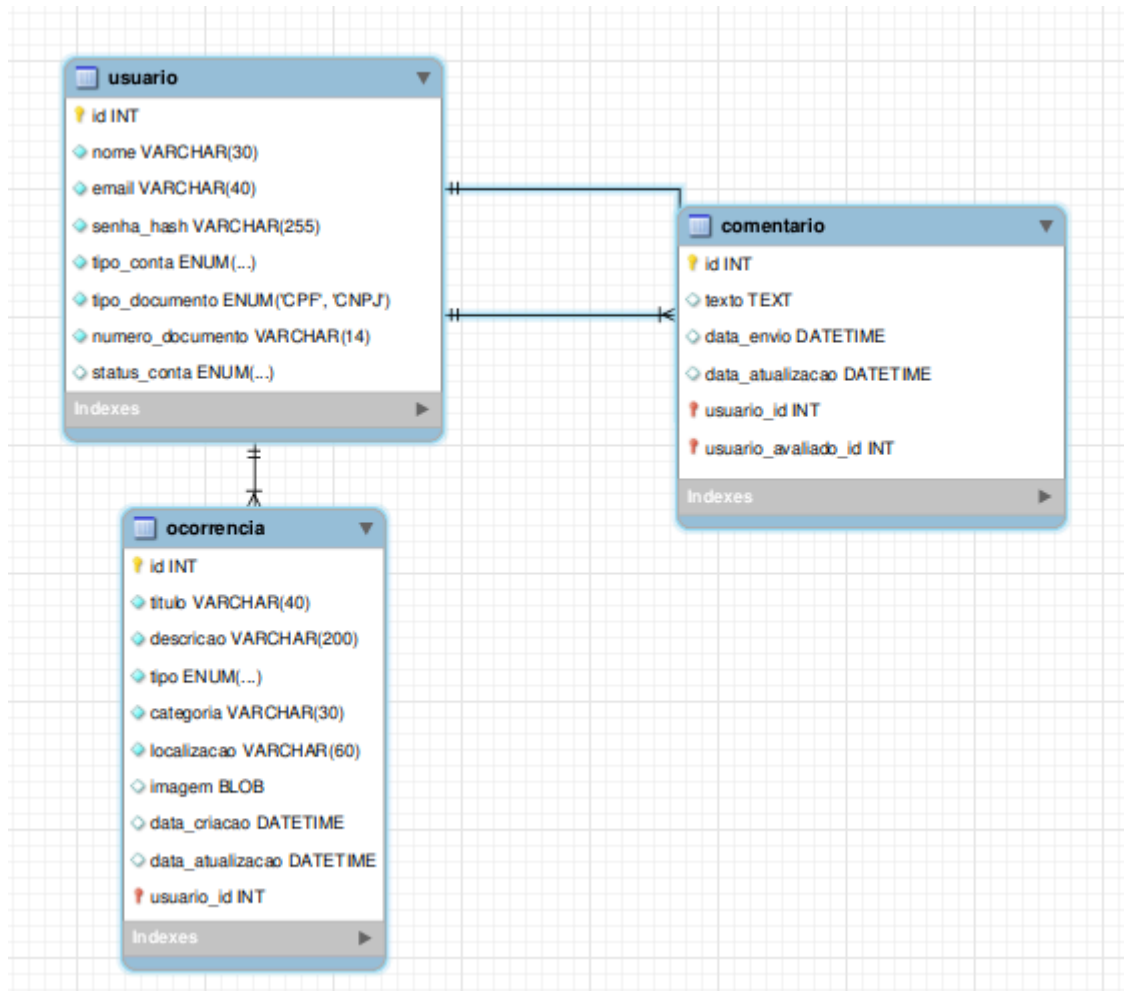 usuario
id INT
nome VARCHAR(30)
email VARCHAR(40)
senha_hash VARCHAR(255)
tipo_conta ENUM(...)
tipo_documento ENUM('CPF', 'CNPJ')
numero_documento VARCHAR(14)
status_conta ENUM(...)
Indexes
comentario
id INT
texto TEXT
data_envio DATETIME
data_atualizacao DATETIME
usuario_id INT
usuario_avaliado_id INT
Indexes
ocorrencia
id INT
titulo VARCHAR(40)
descricao VARCHAR(200)
tipo ENUM(...)
categoria VARCHAR(30)
localizacao VARCHAR(60)
imagem BLOB
data_criacao DATETIME
data_atualizacao DATETIME
usuario_id INT
Indexes